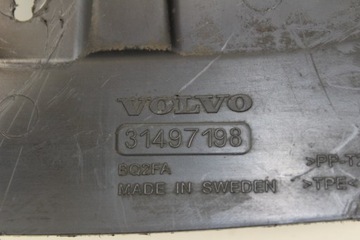 VOLVO
31497198
MADE IN SWEDEN
>PP-T
>TPE<